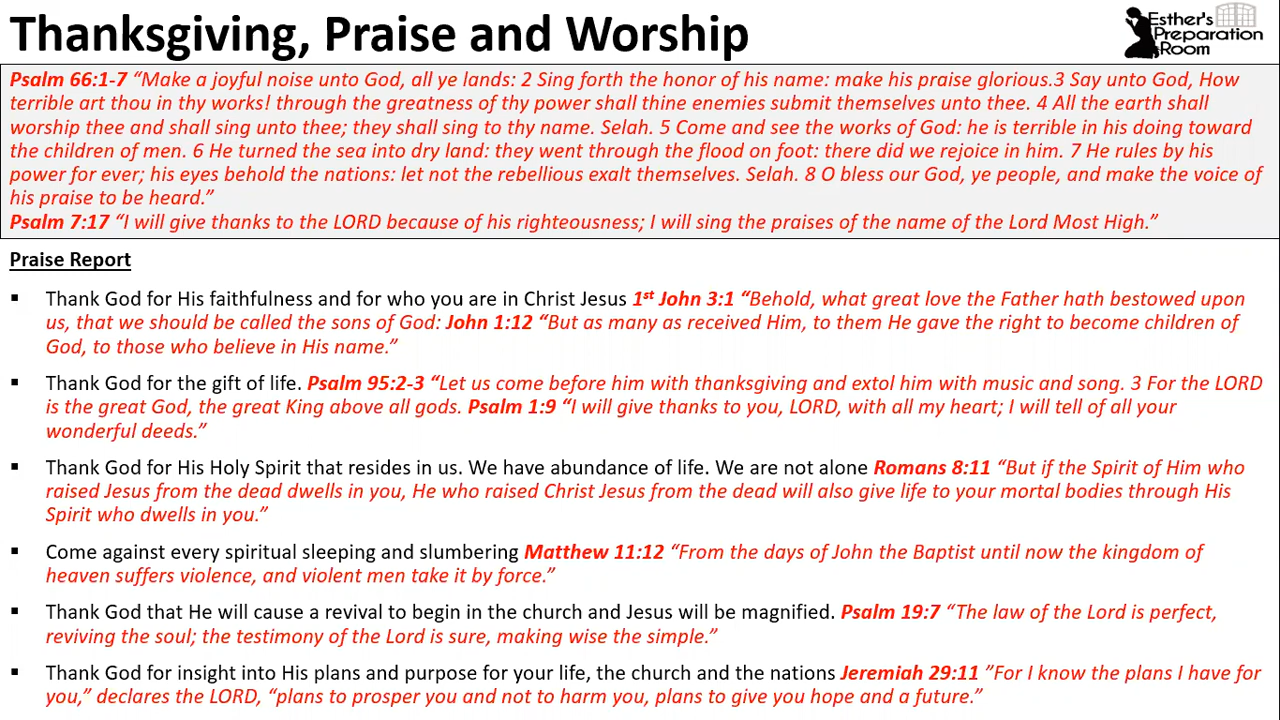 Thanksgiving, Praise and Worship
Esther's
Preparation
Room
Psalm 66:1-7 “Make a joyful noise unto God, all ye lands: 2 Sing forth the honor of his name: make his praise glorious.3 Say unto God, How
terrible art thou in thy works! through the greatness of thy power shall thine enemies submit themselves unto thee. 4 All the earth shall
worship thee and shall sing unto thee; they shall sing to thy name. Selah. 5 Come and see the works of God: he is terrible in his doing toward
the children of men. 6 He turned the sea into dry land: they went through the flood on foot: there did we rejoice in him. 7 He rules by his
power for ever; his eyes behold the nations: let not the rebellious exalt themselves. Selah. 8 O bless our God, ye people, and make the voice of
his praise to be heard.”
Psalm 7:17 “I will give thanks to the LORD because of his righteousness; I will sing the praises of the name of the Lord Most High.”
Praise Report
▪ Thank God for His faithfulness and for who you are in Christ Jesus 1st John 3:1 “Behold, what great love the Father hath bestowed upon
us, that we should be called the sons of God: John 1:12 “But as many as received Him, to them He gave the right to become children of
God, to those who believe in His name.”
▪ Thank God for the gift of life. Psalm 95:2-3 “Let us come before him with thanksgiving and extol him with music and song. 3 For the LORD
is the great God, the great King above all gods. Psalm 1:9 “I will give thanks to you, LORD, with all my heart; I will tell of all your
wonderful deeds.”
▪ Thank God for His Holy Spirit that resides in us. We have abundance of life. We are not alone Romans 8:11 “But if the Spirit of Him who
raised Jesus from the dead dwells in you, He who raised Christ Jesus from the dead will also give life to your mortal bodies through His
Spirit who dwells in you.”
▪ Come against every spiritual sleeping and slumbering Matthew 11:12 “From the days of John the Baptist until now the kingdom of
heaven suffers violence, and violent men take it by force.”
▪ Thank God that He will cause a revival to begin in the church and Jesus will be magnified. Psalm 19:7 “The law of the Lord is perfect,
reviving the soul; the testimony of the Lord is sure, making wise the simple.”
▪ Thank God for insight into His plans and purpose for your life, the church and the nations Jeremiah 29:11 ”For I know the plans I have for
you,” declares the LORD, “plans to prosper you and not to harm you, plans to give you hope and a future.”